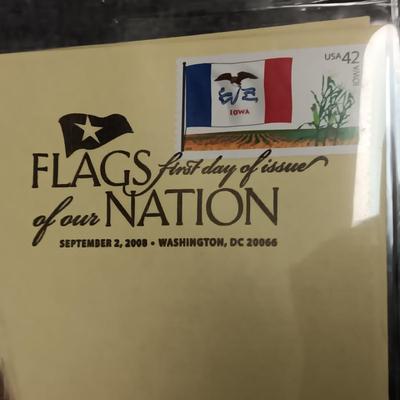 USA 42
IOWA
IOWA
FLAGS first day of issue
of our NATION
SEPTEMBER 2, 2008 • WASHINGTON, DC 20066